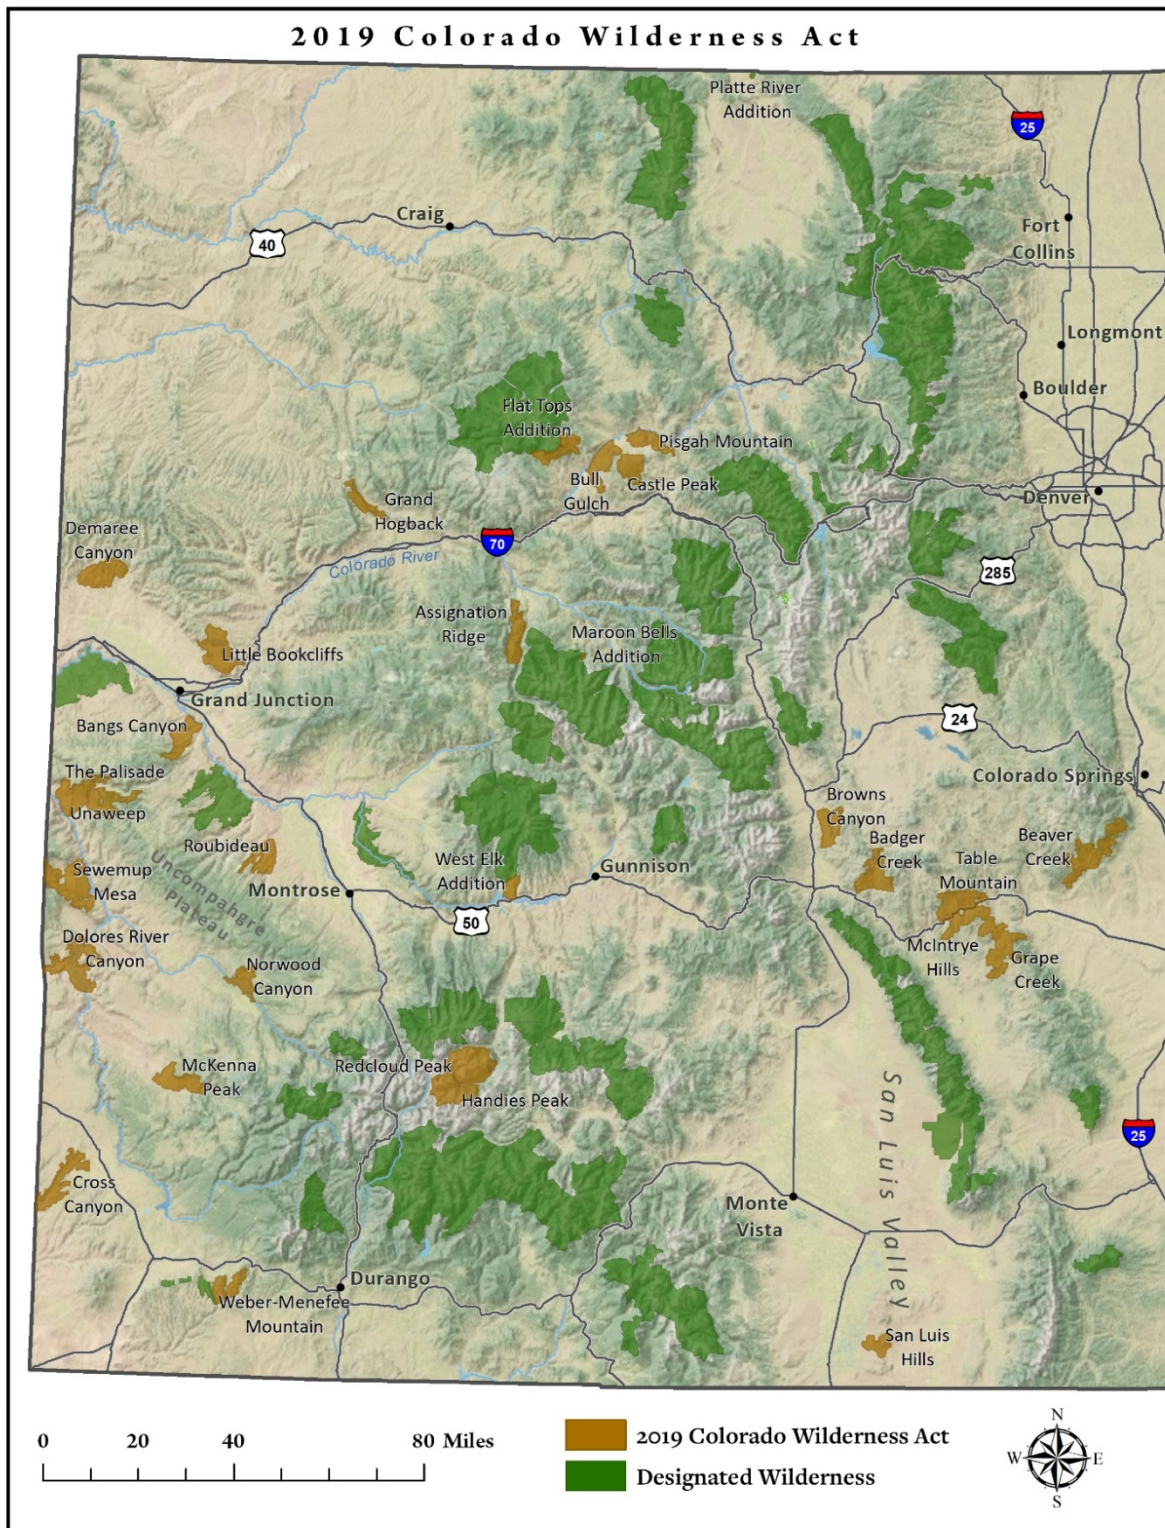 2019 Colorado Wilderness Act
Platte River
Addition
25
Craig
40
Fort
Collins
Longmont
Boulder
Flat Tops
Addition
Pisgah Mountain
Bull
Gulch
Castle Peak
Grand
Hogback
Denver
Demaree
Canyon
70
Colorado River
285
Assignation
Ridge
Maroon Bells
Addition
Little Bookcliffs
Grand Junction
Bangs Canyon
24
The Palisade
Unaweep
Colorado Springs
Browns
Canyon
Roubideau
Badger
Creek
Beaver
Creek
West Elk
Addition
Gunnison
Table
Mountain
Sewemup
Mesa
Uncompahgre
Plateau
Montrose
50
Dolores River
Canyon
Norwood
Canyon
McIntrye
Hills
Grape
Creek
McKenna
Peak
Redcloud Peak
Handies Peak
San Luis Valley
25
Cross
Canyon
Monte
Vista
Durango
Weber-Menefee
Mountain
San Luis
Hills
0 20 40 80 Miles
2019 Colorado Wilderness Act
Designated Wilderness
N
W E
S